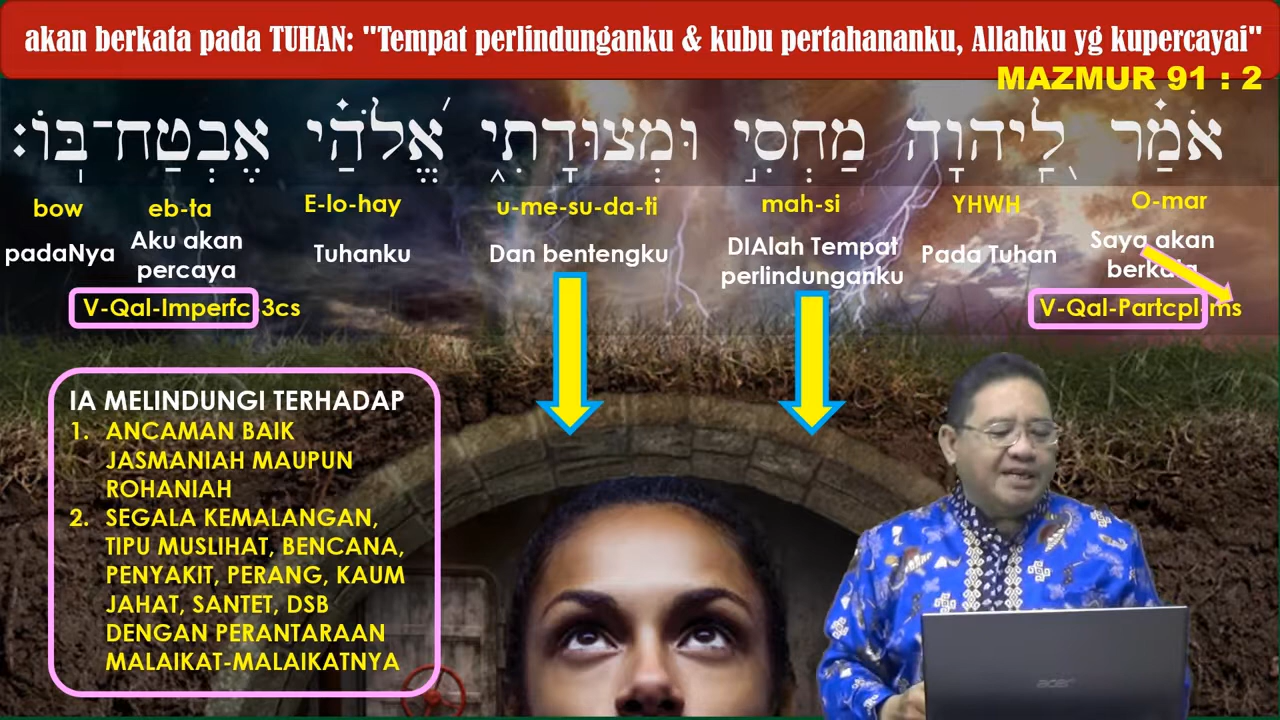 akan berkata pada TUHAN: "Tempat perlindunganku & kubu pertahananku, Allahku yg kupercayai"
MAZMUR 91 : 2
אֹמַ֗ר לַֽ֭יהוָה מַחְסִ֣י וּמְצוּדָתִ֑י אֱ֝לֹהַ֗י אֶבְטַח־בּֽוֹ׃
bow eb-ta E-lo-hay u-me-su-da-ti mah-si YHWH O-mar
padaNya Aku akan percaya Tuhanku Dan bentengku DIAlah Tempat perlindunganku Pada Tuhan Saya akan berkata
V-Qal-Imperfc-3cs V-Qal-Partcpl-ms
IA MELINDUNGI TERHADAP
1. ANCAMAN BAIK
JASMANIAH MAUPUN
ROHANIAH
2. SEGALA KEMALANGAN,
TIPU MUSLIHAT, BENCANA,
PENYAKIT, PERANG, KAUM
JAHAT, SANTET, DSB
DENGAN PERANTARAAN
MALAIKAT-MALAIKATNYA
acer